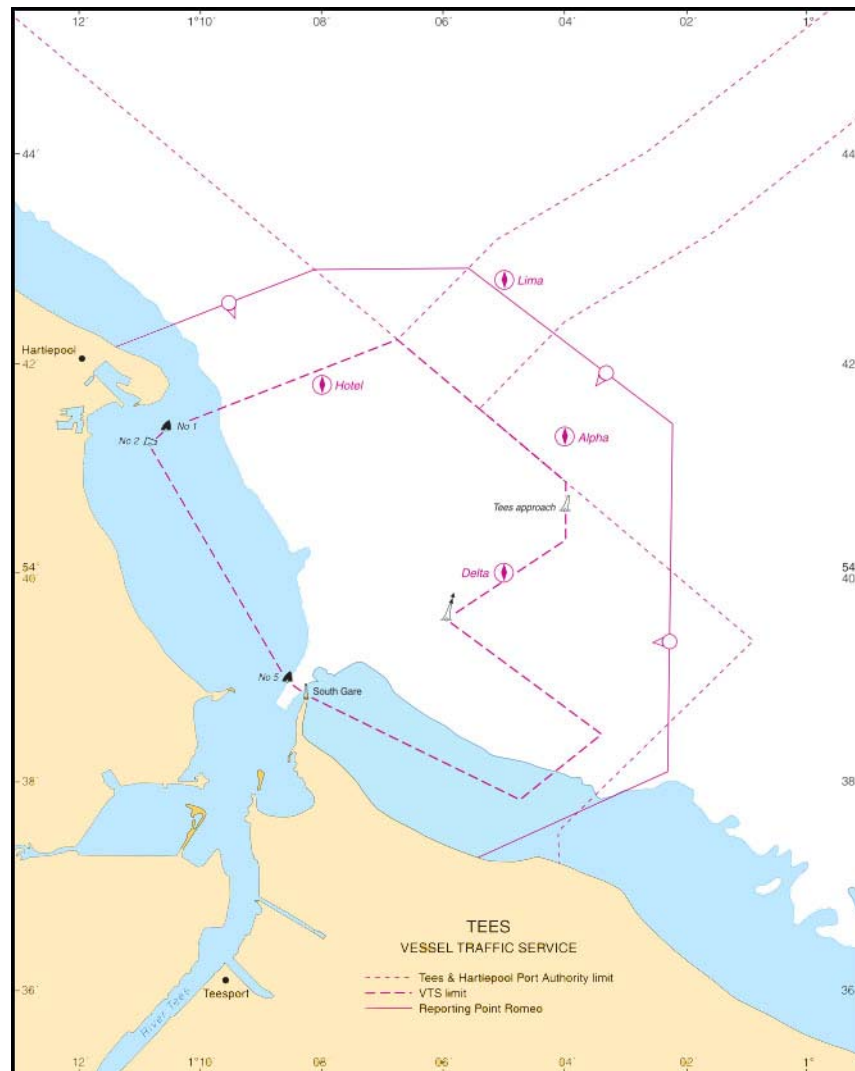 12´ 1°10´ 08´ 06´ 04´ 02´ 1°
44´ 44´
Lima
Hartlepool
42´ 42´
Hotel
No 1
No 2
Alpha
Tees approach
54° 54°
40´ 40´
Delta
No 5
South Gare
38´ 38´
TEES
VESSEL TRAFFIC SERVICE
Tees & Hartlepool Port Authority limit
VTS limit
Reporting Point Romeo
Teesport
River Tees
36´ 36´
12´ 1°10´ 08´ 06´ 04´ 02´ 1°